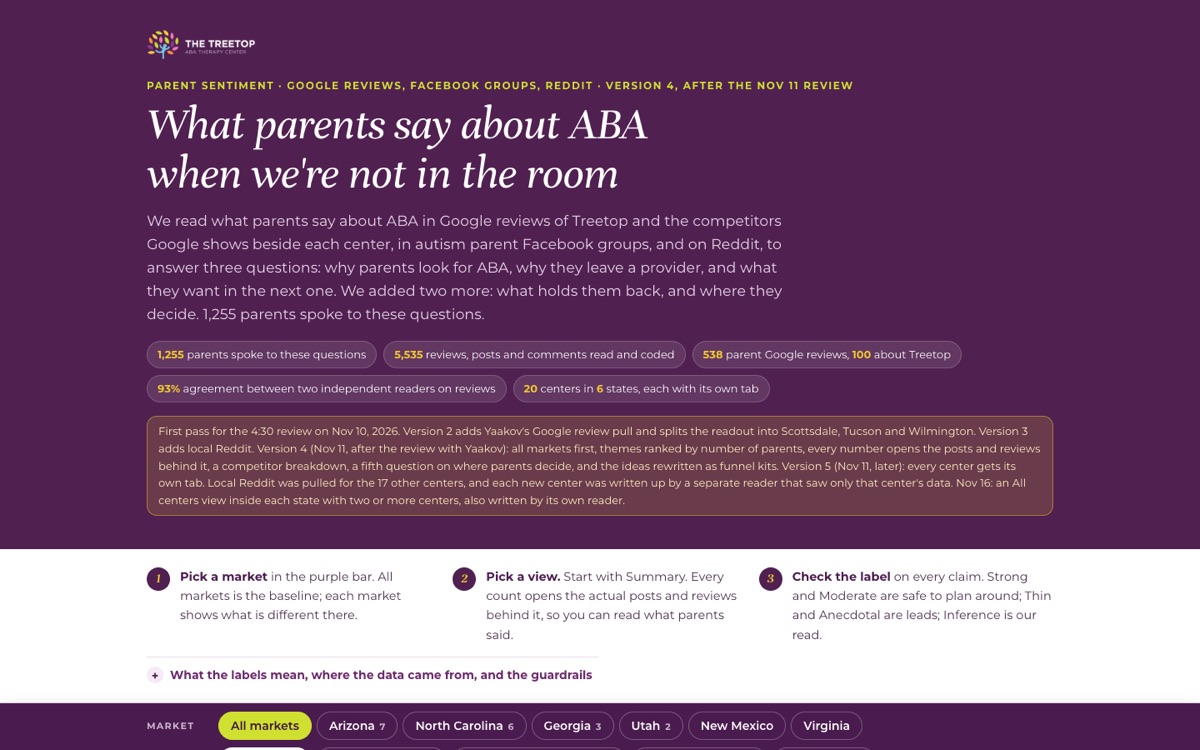 THE TREETOP
ABA THERAPY CENTER
PARENT SENTIMENT · GOOGLE REVIEWS, FACEBOOK GROUPS, REDDIT · VERSION 4, AFTER THE NOV 11 REVIEW
What parents say about ABA
when we're not in the room
We read what parents say about ABA in Google reviews of Treetop and the competitors
Google shows beside each center, in autism parent Facebook groups, and on Reddit, to
answer three questions: why parents look for ABA, why they leave a provider, and what
they want in the next one. We added two more: what holds them back, and where they
decide. 1,255 parents spoke to these questions.
1,255 parents spoke to these questions
5,535 reviews, posts and comments read and coded
538 parent Google reviews, 100 about Treetop
93% agreement between two independent readers on reviews
20 centers in 6 states, each with its own tab
First pass for the 4:30 review on Nov 10, 2026. Version 2 adds Yaakov's Google review pull and splits the readout into Scottsdale, Tucson and Wilmington. Version 3
adds local Reddit. Version 4 (Nov 11, after the review with Yaakov): all markets first, themes ranked by number of parents, every number opens the posts and reviews
behind it, a competitor breakdown, a fifth question on where parents decide, and the ideas rewritten as funnel kits. Version 5 (Nov 11, later): every center gets its
own tab. Local Reddit was pulled for the 17 other centers, and each new center was written up by a separate reader that saw only that center's data. Nov 16: an All
centers view inside each state with two or more centers, also written by its own reader.
1
Pick a market in the purple bar. All
markets is the baseline; each market
shows what is different there.
2
Pick a view. Start with Summary. Every
count opens the actual posts and reviews
behind it, so you can read what parents
said.
3
Check the label on every claim. Strong
and Moderate are safe to plan around; Thin
and Anecdotal are leads; Inference is our
read.
+ What the labels mean, where the data came from, and the guardrails
MARKET
All markets
Arizona 7
North Carolina 6
Georgia 3
Utah 2
New Mexico
Virginia